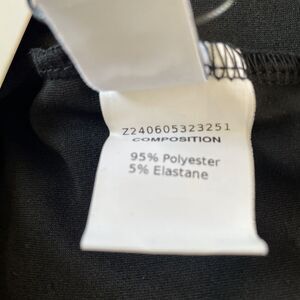 Z240605323251
COMPOSITION
95% Polyester
5% Elastane